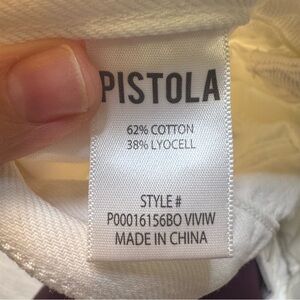 PISTOLA
62% COTTON
38% LYOCELL
STYLE #
P00016156BO VIVIW
MADE IN CHINA